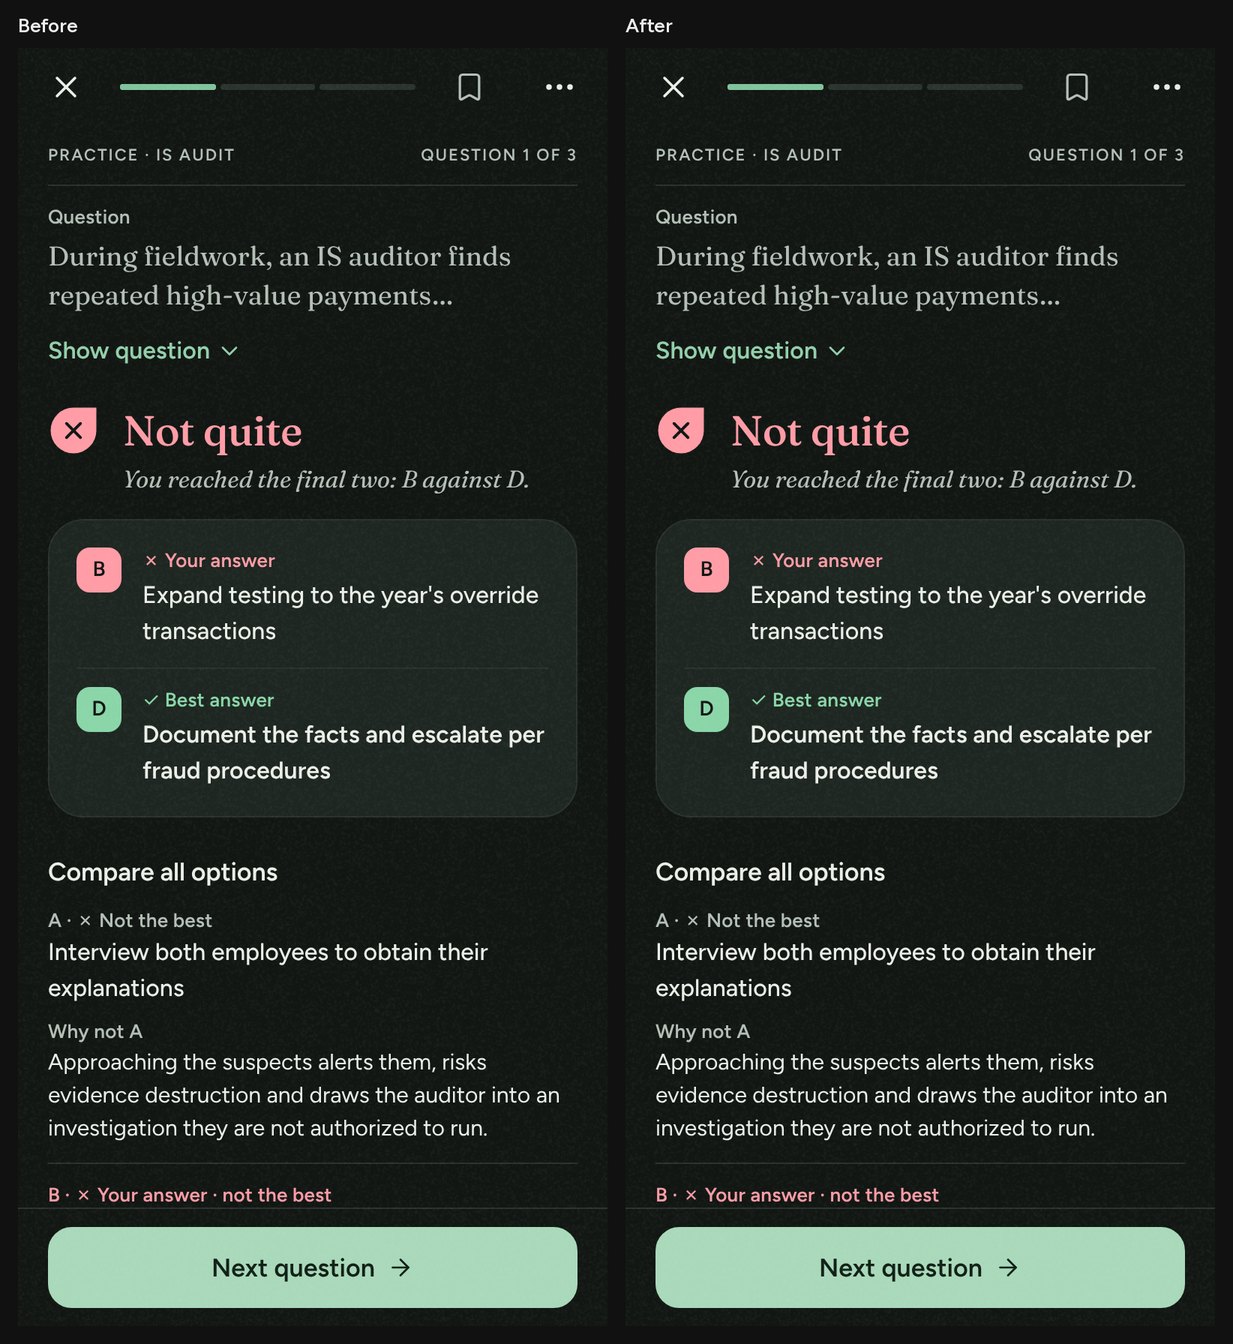 Before
PRACTICE · IS AUDIT
QUESTION 1 OF 3
Question
During fieldwork, an IS auditor finds
repeated high-value payments...
Show question
Not quite
You reached the final two: B against D.
B
× Your answer
Expand testing to the year's override
transactions
D
✓ Best answer
Document the facts and escalate per
fraud procedures
Compare all options
A · × Not the best
Interview both employees to obtain their
explanations
Why not A
Approaching the suspects alerts them, risks
evidence destruction and draws the auditor into an
investigation they are not authorized to run.
B · × Your answer · not the best
Next question →
After
PRACTICE · IS AUDIT
QUESTION 1 OF 3
Question
During fieldwork, an IS auditor finds
repeated high-value payments...
Show question
Not quite
You reached the final two: B against D.
B
× Your answer
Expand testing to the year's override
transactions
D
✓ Best answer
Document the facts and escalate per
fraud procedures
Compare all options
A · × Not the best
Interview both employees to obtain their
explanations
Why not A
Approaching the suspects alerts them, risks
evidence destruction and draws the auditor into an
investigation they are not authorized to run.
B · × Your answer · not the best
Next question →